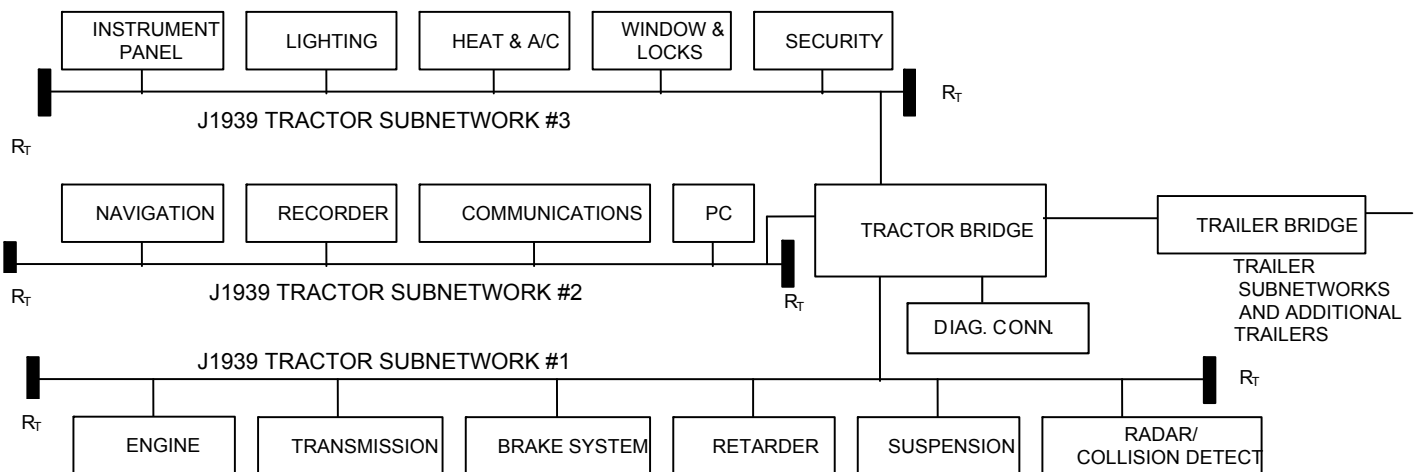 INSTRUMENT
PANEL
LIGHTING
HEAT & A/C
WINDOW &
LOCKS
SECURITY
RT
RT
J1939 TRACTOR SUBNETWORK #3
NAVIGATION
RECORDER
COMMUNICATIONS
PC
TRACTOR BRIDGE
TRAILER BRIDGE
TRAILER
SUBNETWORKS
AND ADDITIONAL
TRAILERS
RT
J1939 TRACTOR SUBNETWORK #2
RT
DIAG. CONN.
J1939 TRACTOR SUBNETWORK #1
RT
RT
ENGINE
TRANSMISSION
BRAKE SYSTEM
RETARDER
SUSPENSION
RADAR/
COLLISION DETECT